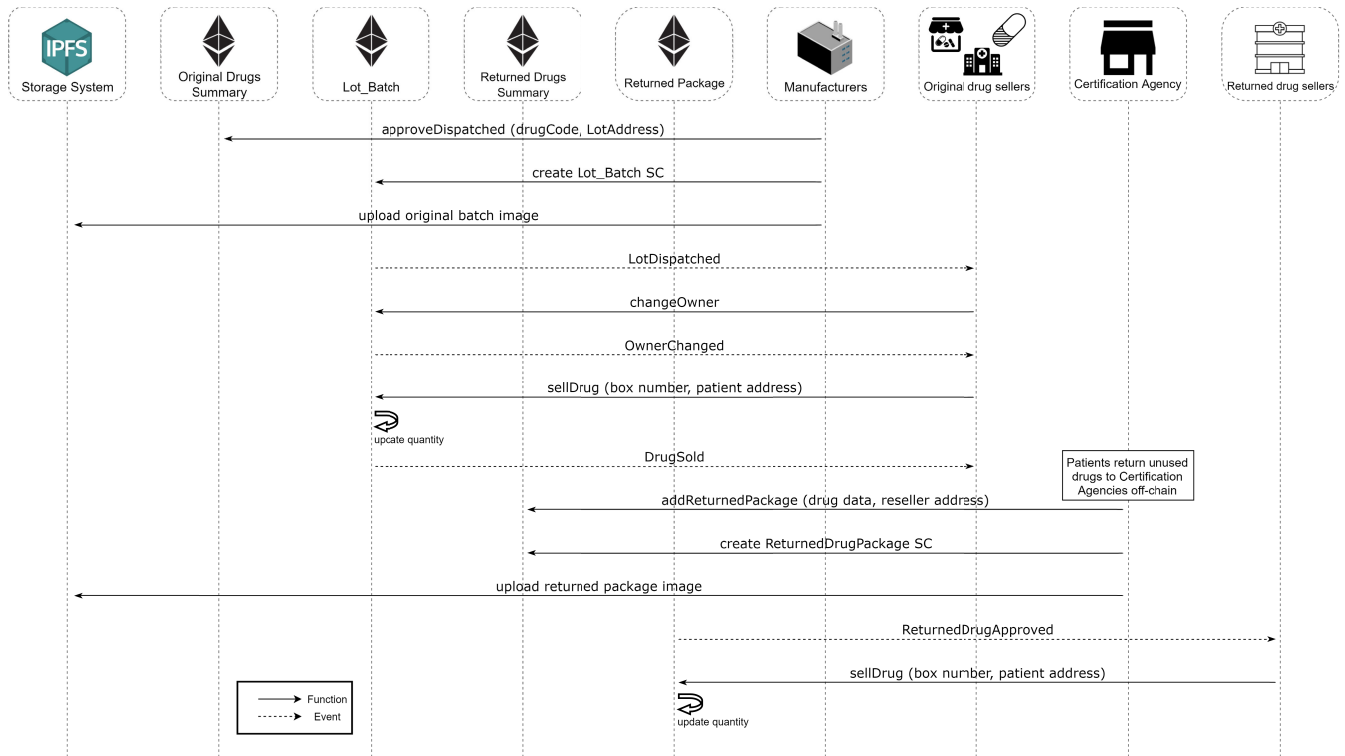 IPFS
Storage System
Original Drugs
Summary
Lot_Batch
Returned Drugs
Summary
Returned Package
Manufacturers
Original drug sellers
Certification Agency
Returned drug sellers
approveDispatched (drugCode, LotAddress)
create Lot_Batch SC
upload original batch image
LotDispatched
changeOwner
OwnerChanged
sellDrug (box number, patient address)
update quantity
DrugSold
Patients return unused
drugs to Certification
Agencies off-chain
addReturnedPackage (drug data, reseller address)
create ReturnedDrugPackage SC
upload returned package image
ReturnedDrugApproved
sellDrug (box number, patient address)
update quantity
Function
Event